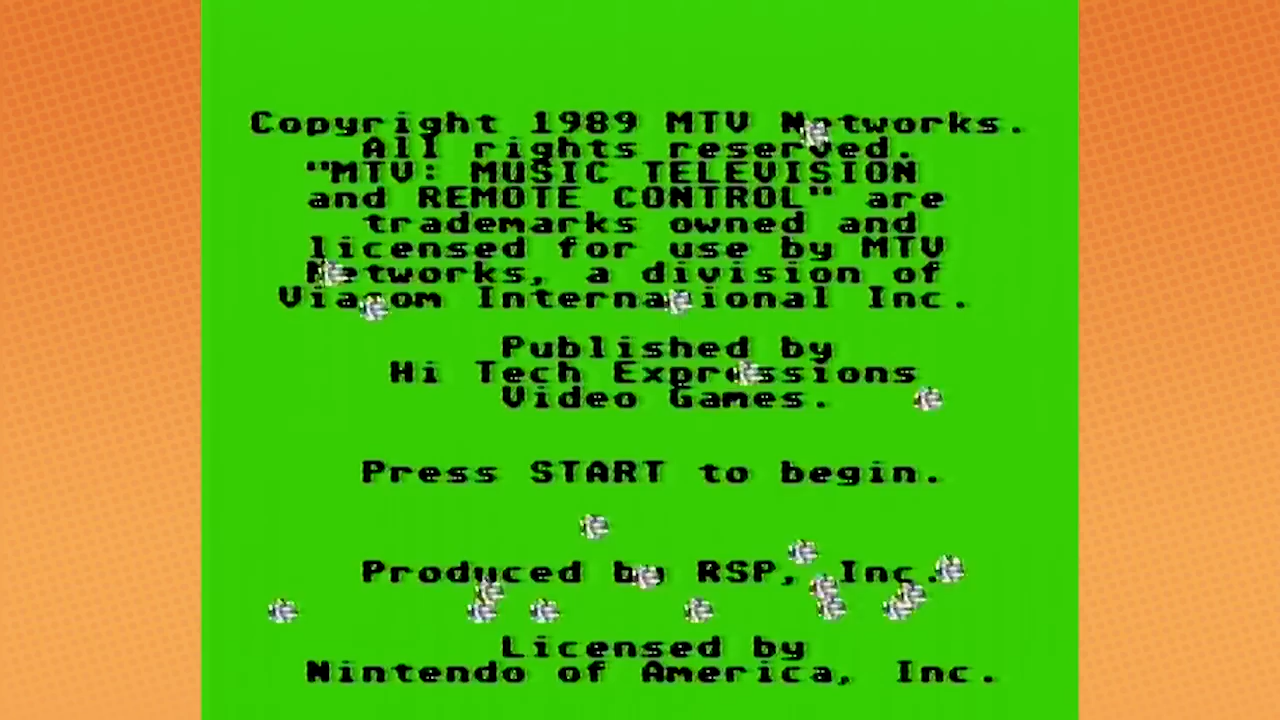 Copyright 1989 MTV Networks.
All rights reserved.
"MTV: MUSIC TELEVISION
and REMOTE CONTROL" are
trademarks owned and
licensed for use by MTV
Networks, a division of
Viacom International Inc.
Published by
Hi Tech Expressions
Video Games.
Press START to begin.
Produced by RSP, Inc.
Licensed by
Nintendo of America, Inc.